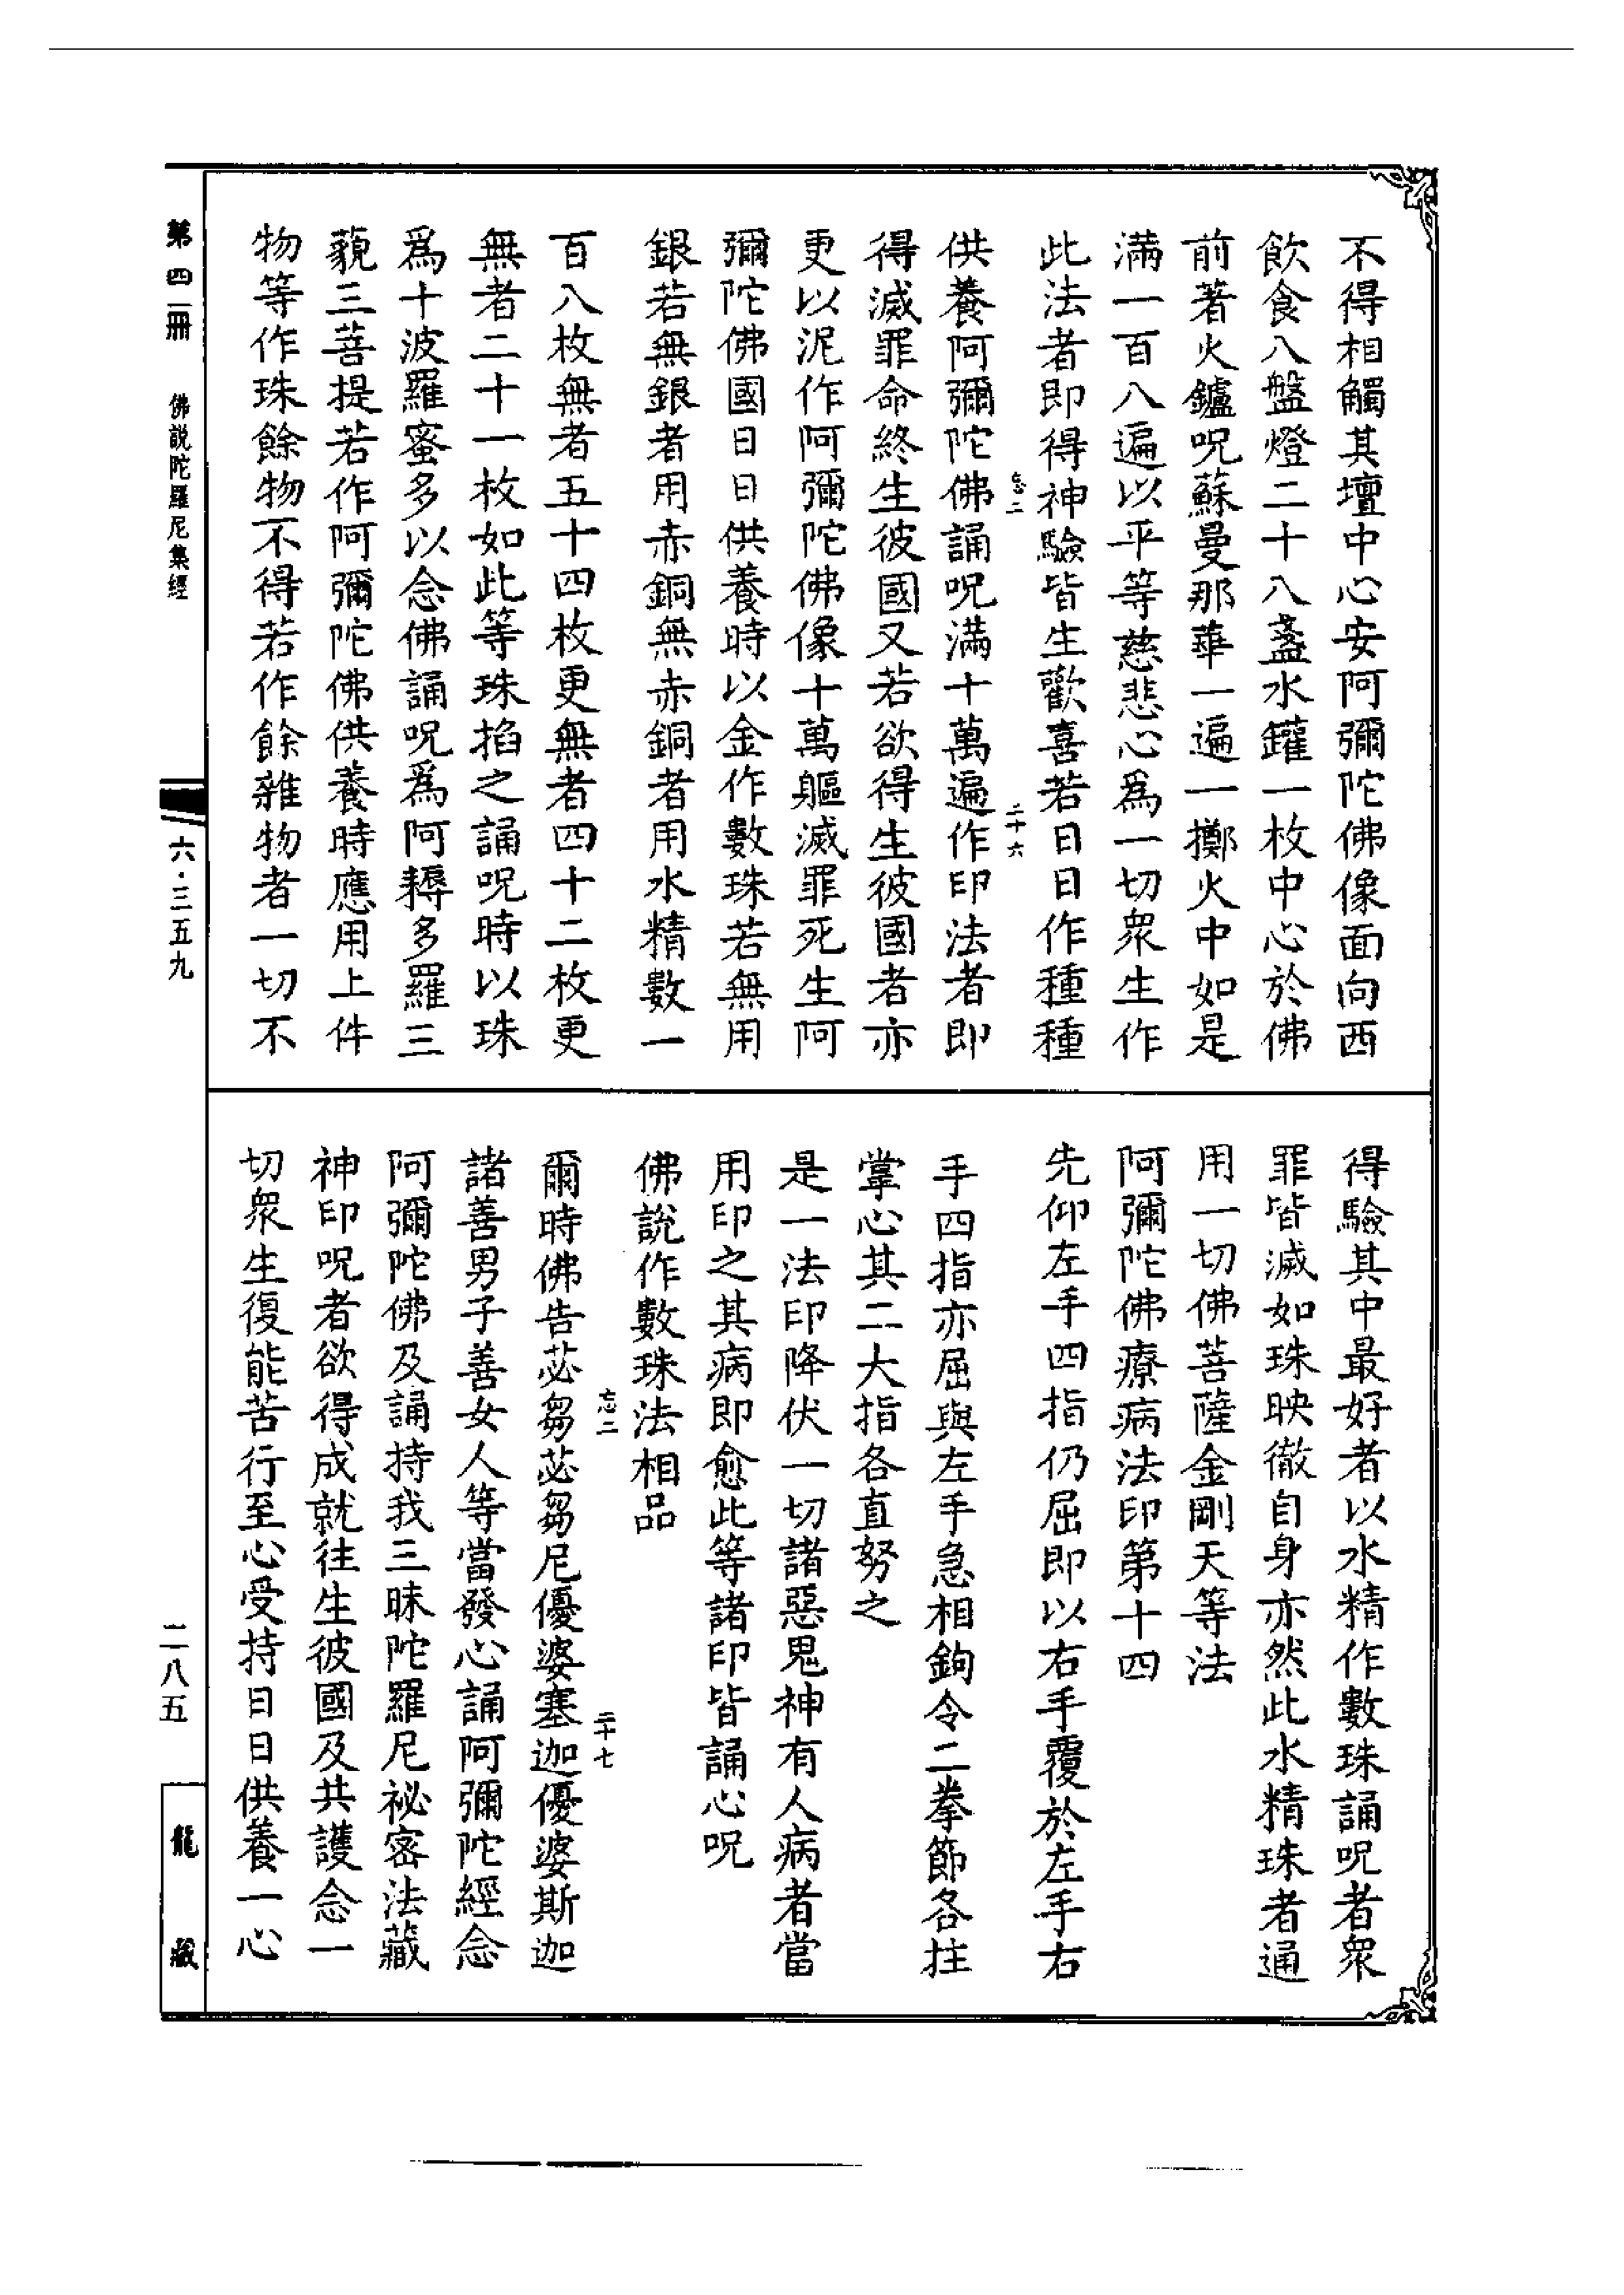 不得相觸其壇中心安阿彌陀佛像面向西
飲食八盤燈二十八盞水鑵一枚中心於佛
前著火鑪呪蘇曼那華一遍一擲火中如是
滿一百八遍以平等慈悲心爲一切衆生作
此法者即得神驗皆生歡喜若日日作種種
忘二
二十六
供養阿彌陀佛誦呪滿十萬遍作印法者即
得滅罪命終生彼國又若欲得生彼國者亦
更以泥作阿彌陀佛像十萬軀滅罪死生阿
彌陀佛國日日供養時以金作數珠若無用
銀若無銀者用赤銅無赤銅者用水精數一
百八枚無者五十四枚更無者四十二枚更
無者二十一枚如此等珠掐之誦呪時以珠
爲十波羅蜜多以念佛誦呪爲阿耨多羅三
藐三菩提若作阿彌陀佛供養時應用上件
物等作珠餘物不得若作餘雜物者一切不
得驗其中最好者以水精作數珠誦呪者衆
罪皆滅如珠映徹自身亦然此水精珠者通
用一切佛菩薩金剛天等法
阿彌陀佛療病法印第十四
先仰左手四指仍屈即以右手覆於左手右
手四指亦屈與左手急相鉤令二拳節各拄
掌心其二大指各直努之
是一法印降伏一切諸惡鬼神有人病者當
用印之其病即愈此等諸印皆誦心呪
佛說作數珠法相品
忘二
二十七
爾時佛告苾芻苾芻尼優婆塞迦優婆斯迦
諸善男子善女人等當發心誦阿彌陀經念
阿彌陀佛及誦持我三昧陀羅尼祕密法藏
神印呪者欲得成就往生彼國及共護念一
切衆生復能苦行至心受持日日供養一心
第四二冊
佛説陀羅尼集經
六·三五九
二八五
龍藏